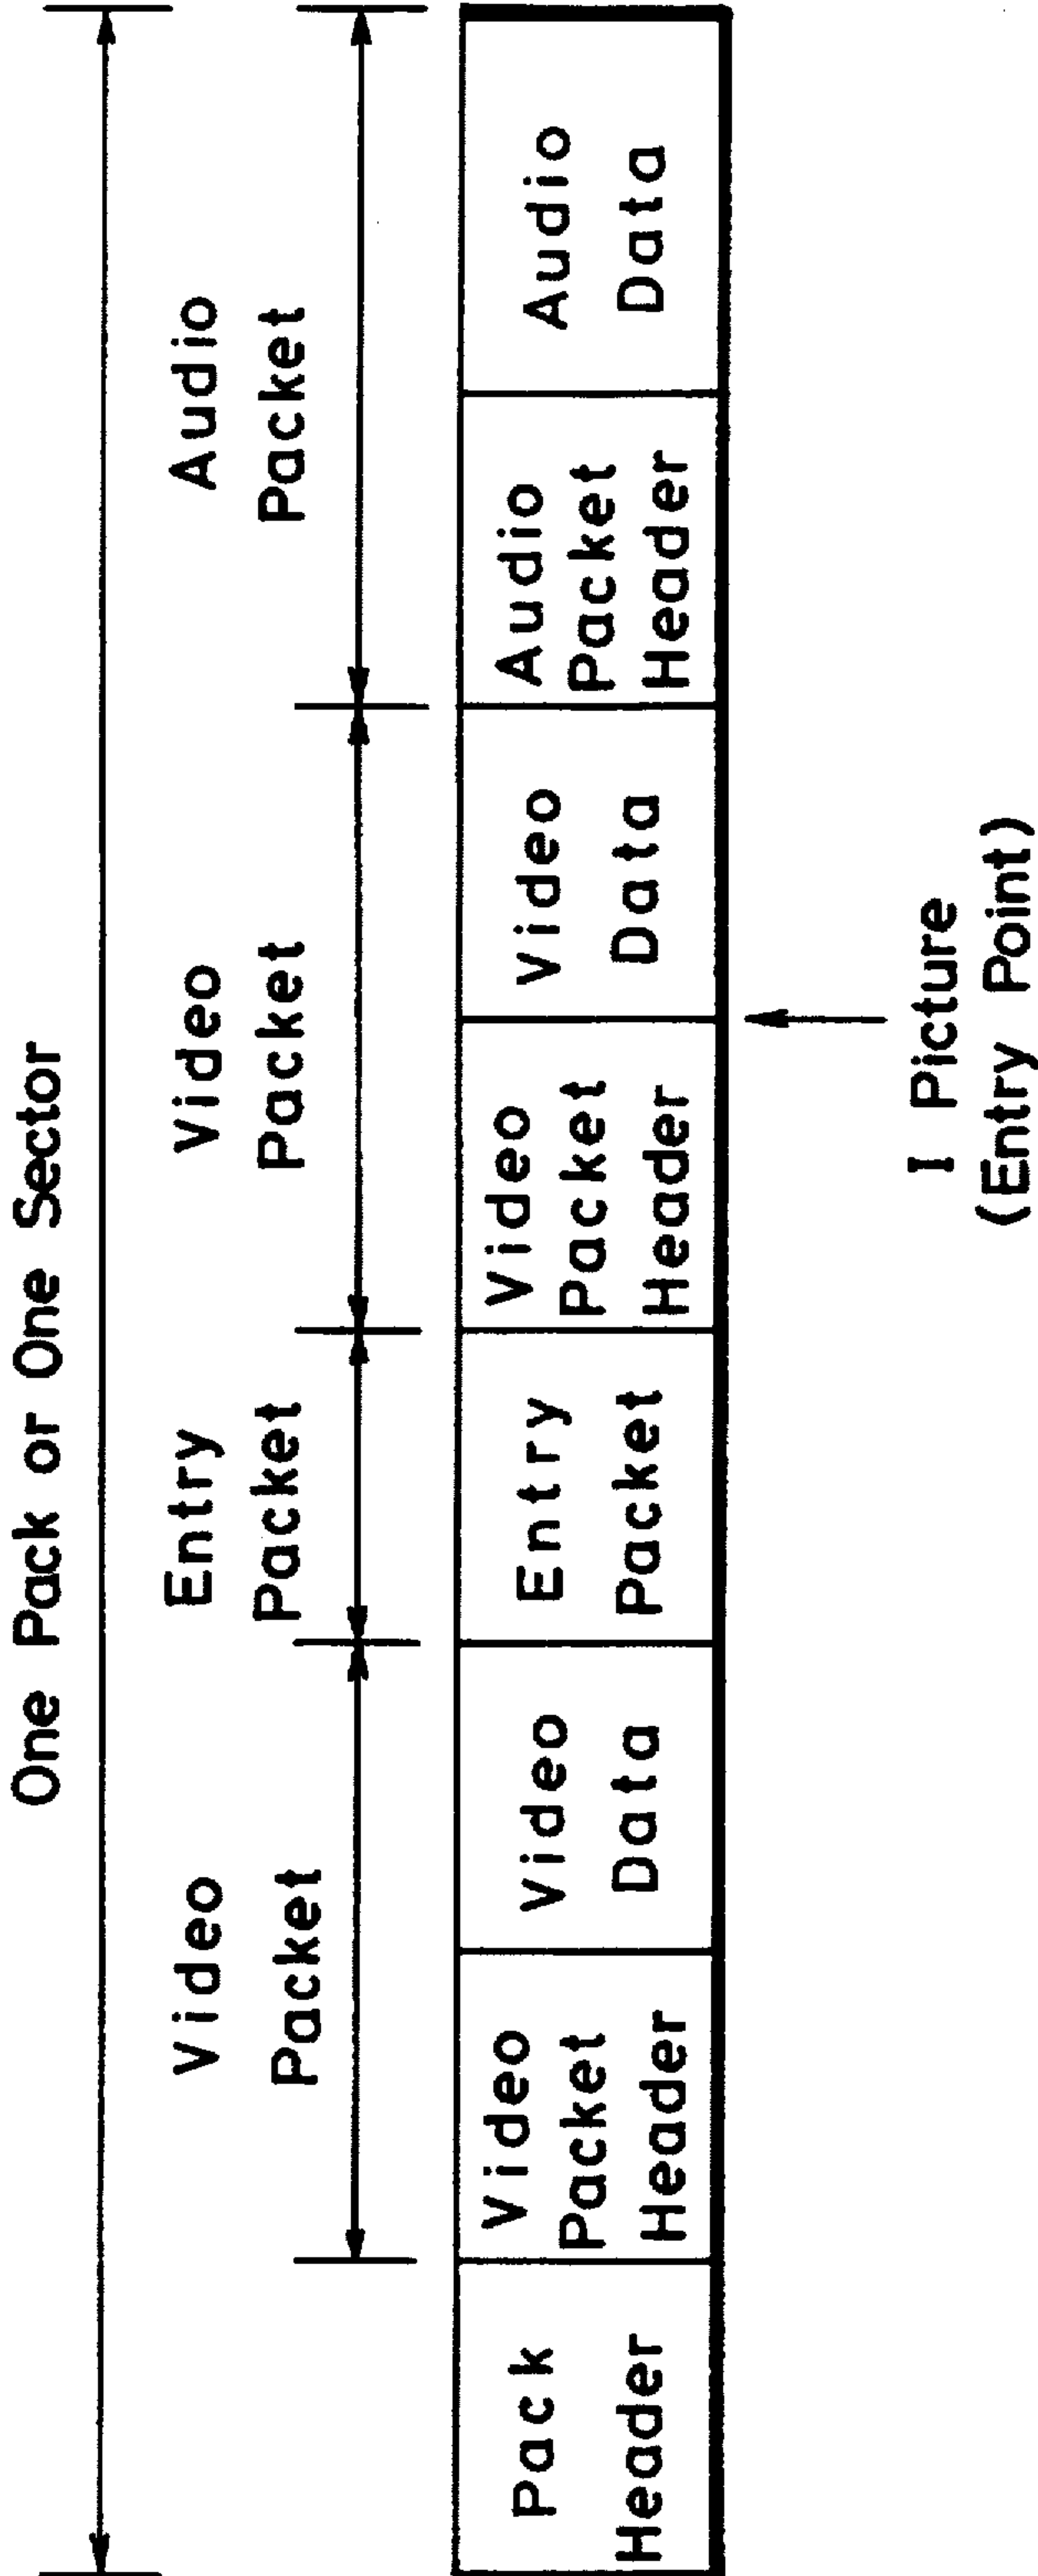 One Pack or One Sector
Video
Packet
Entry
Packet
Video
Packet
Audio
Packet
Pack
Header
Video
Packet
Header
Video
Data
Entry
Packet
Video
Packet
Header
Video
Data
Audio
Packet
Header
Audio
Data
I Picture
(Entry Point)